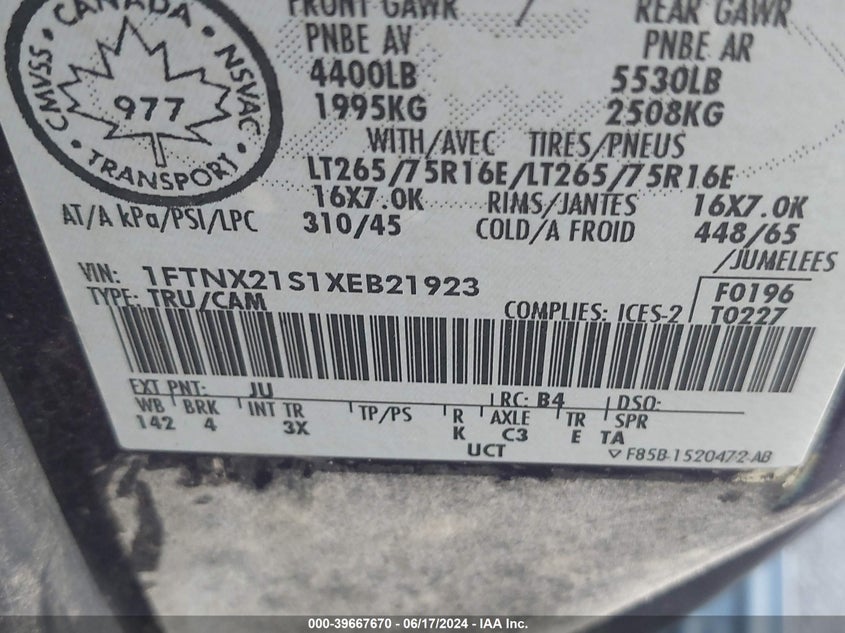 CANADA
CMVSS
NSVAC
977
TRANSPORT
FRONT GAWR / REAR GAWR
PNBE AV PNBE AR
4400LB 5530LB
1995KG 2508KG
WITH/AVEC TIRES/PNEUS
LT265/75R16E/LT265/75R16E
16X7.0K RIMS/JANTES 16X7.0K
AT/A kPa/PSI/LPC 310/45 COLD/A FROID 448/65
/JUMELEES
VIN: 1FTNX21S1XEB21923
F0196
TYPE: TRU/CAM COMPLIES: ICES-2 T0227
EXT PNT: JU RC: B4 DSO:
WB BRK INT TR TP/PS R AXLE TR SPR
142 4 3X K C3 E TA
UCT
F85B-1520472-AB
000-39667670 / 06/17/2024 - IAA Inc.